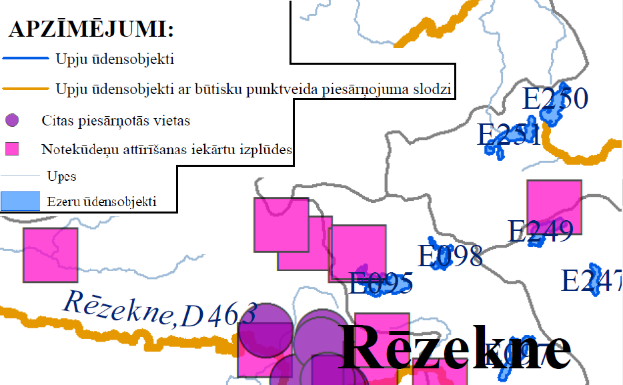 APZĪMĒJUMI:
Upju ūdensobjekti
Upju ūdensobjekti ar būtisku punktveida piesārņojuma slodzi
Citas piesārņotās vietas
Notekūdeņu attīrīšanas iekārtu izplūdes
Upes
Ezeru ūdensobjekti
E250
E251
E249
E098
E095
E247
Rēzekne, D463
Rēzekne